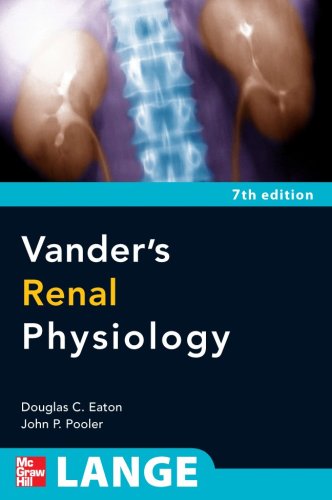 7th edition
Vander's
Renal
Physiology
Douglas C. Eaton
John P. Pooler
Mc
Graw
Hill
LANGE